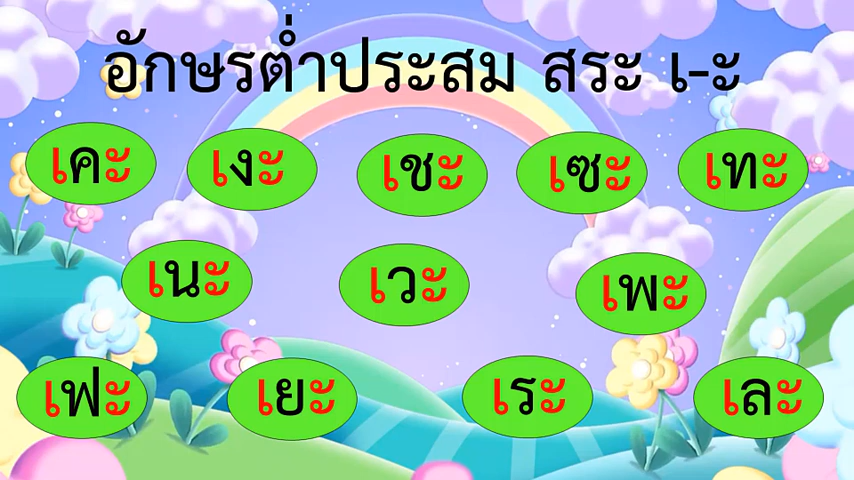 อักษรต่ำประสม สระ เ-ะ
เคะ เงะ เชะ เซะ เทะ
เนะ เวะ เพะ
เฟะ เยะ เระ เละ